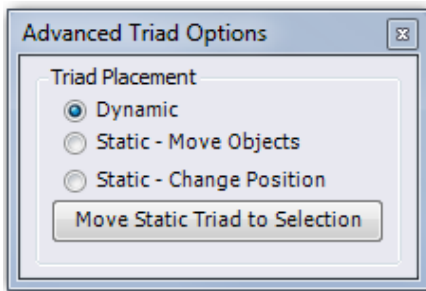 Advanced Triad Options
Triad Placement
Dynamic
Static - Move Objects
Static - Change Position
Move Static Triad to Selection